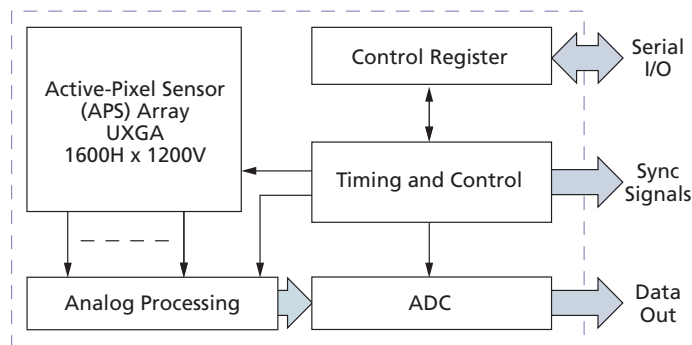 Active-Pixel Sensor
(APS) Array
UXGA
1600H x 1200V
Control Register
Serial
I/O
Timing and Control
Sync
Signals
Analog Processing
ADC
Data
Out